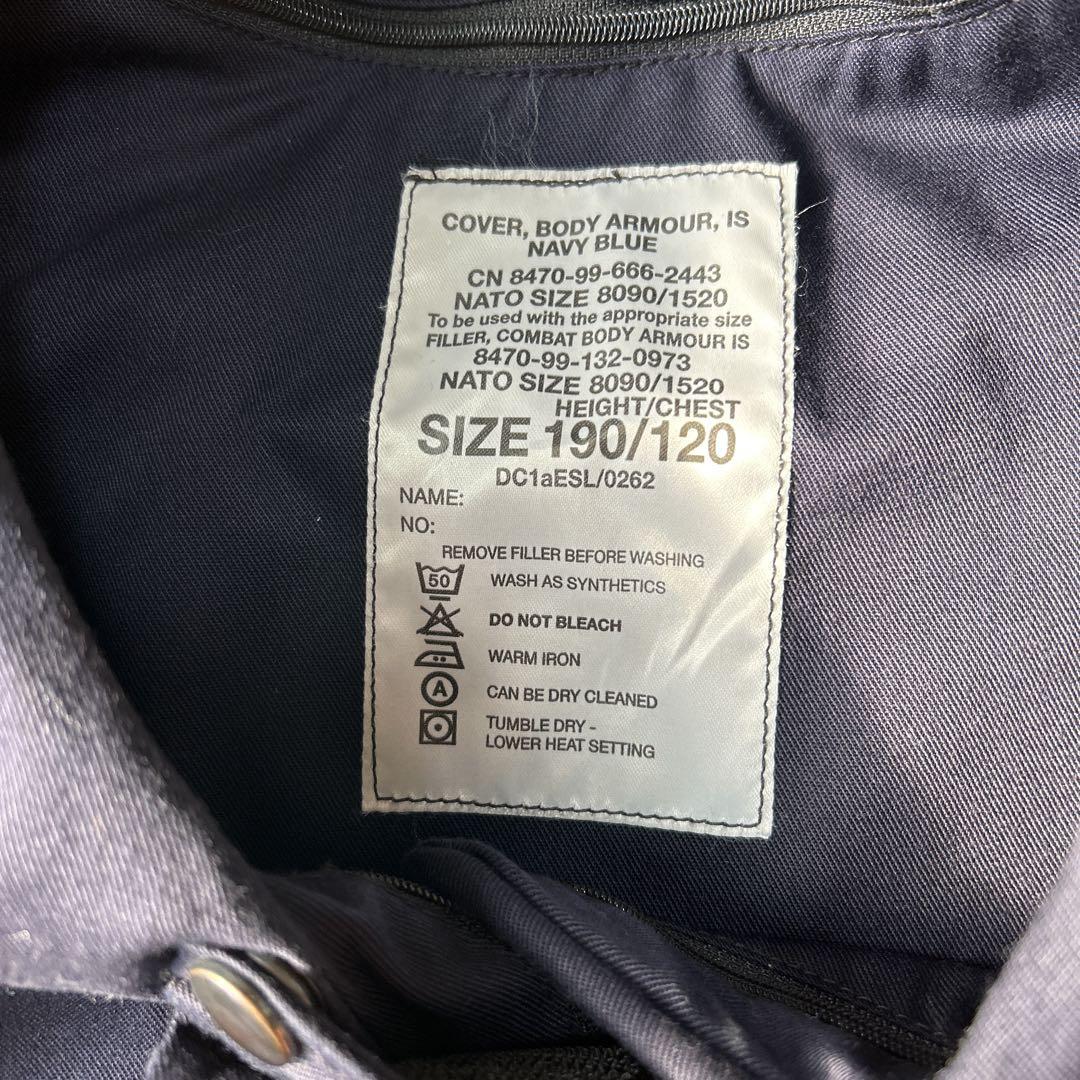 COVER, BODY ARMOUR, IS
NAVY BLUE
CN 8470-99-666-2443
NATO SIZE 8090/1520
To be used with the appropriate size
FILLER, COMBAT BODY ARMOUR IS
8470-99-132-0973
NATO SIZE 8090/1520
HEIGHT/CHEST
SIZE 190/120
DC1aESL/0262
NAME:
NO:
REMOVE FILLER BEFORE WASHING
50 WASH AS SYNTHETICS
DO NOT BLEACH
WARM IRON
A CAN BE DRY CLEANED
TUMBLE DRY -
LOWER HEAT SETTING